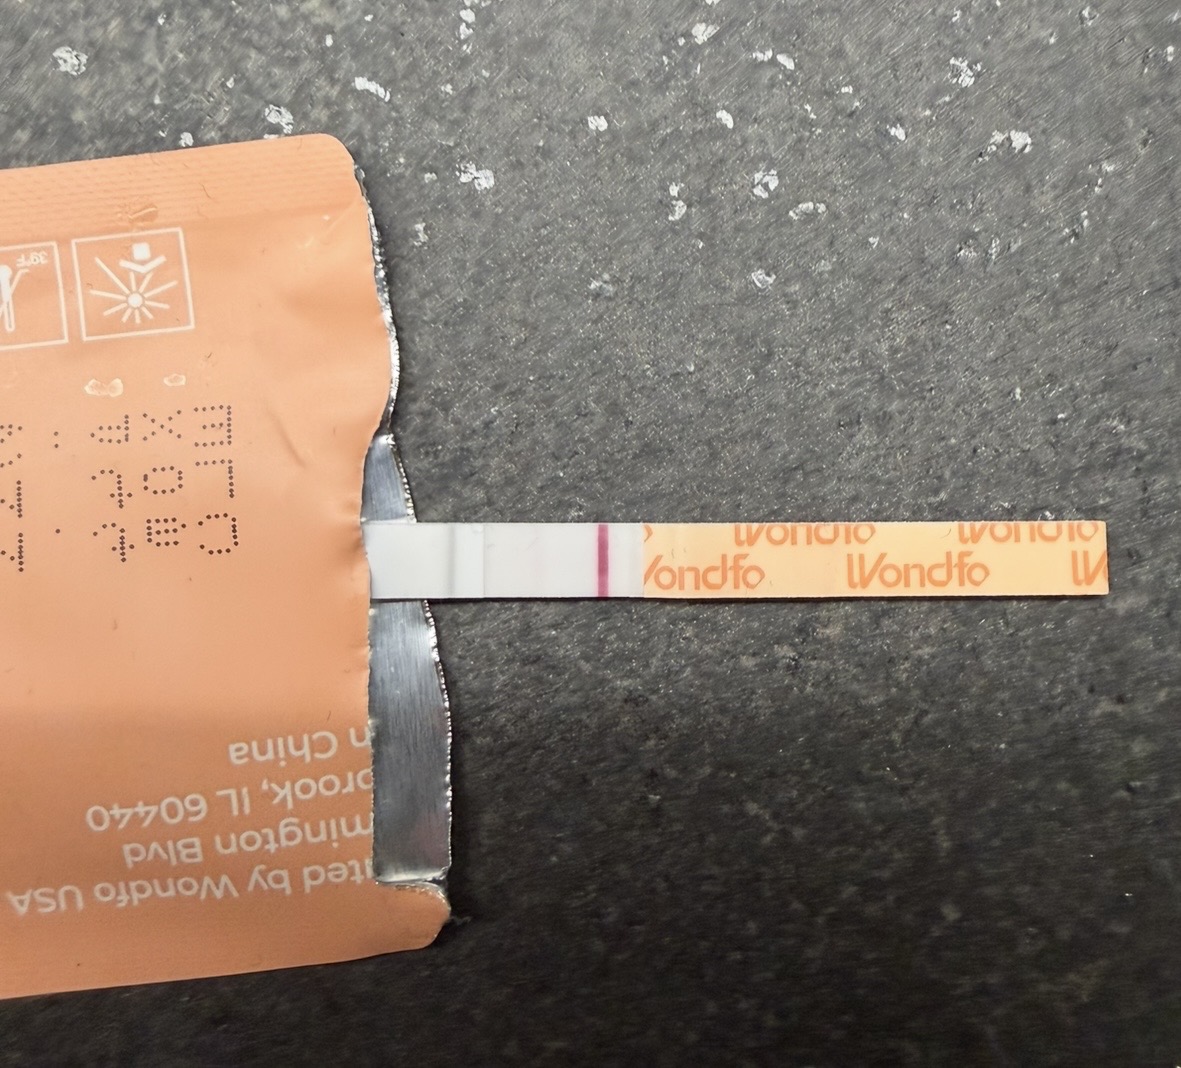 ted by Wondfo USA
mington Blvd
brook, IL 60440
n China
Cat.
Lot
EXP:
39°F
Wondfo Wondfo
Wondfo Wondfo W